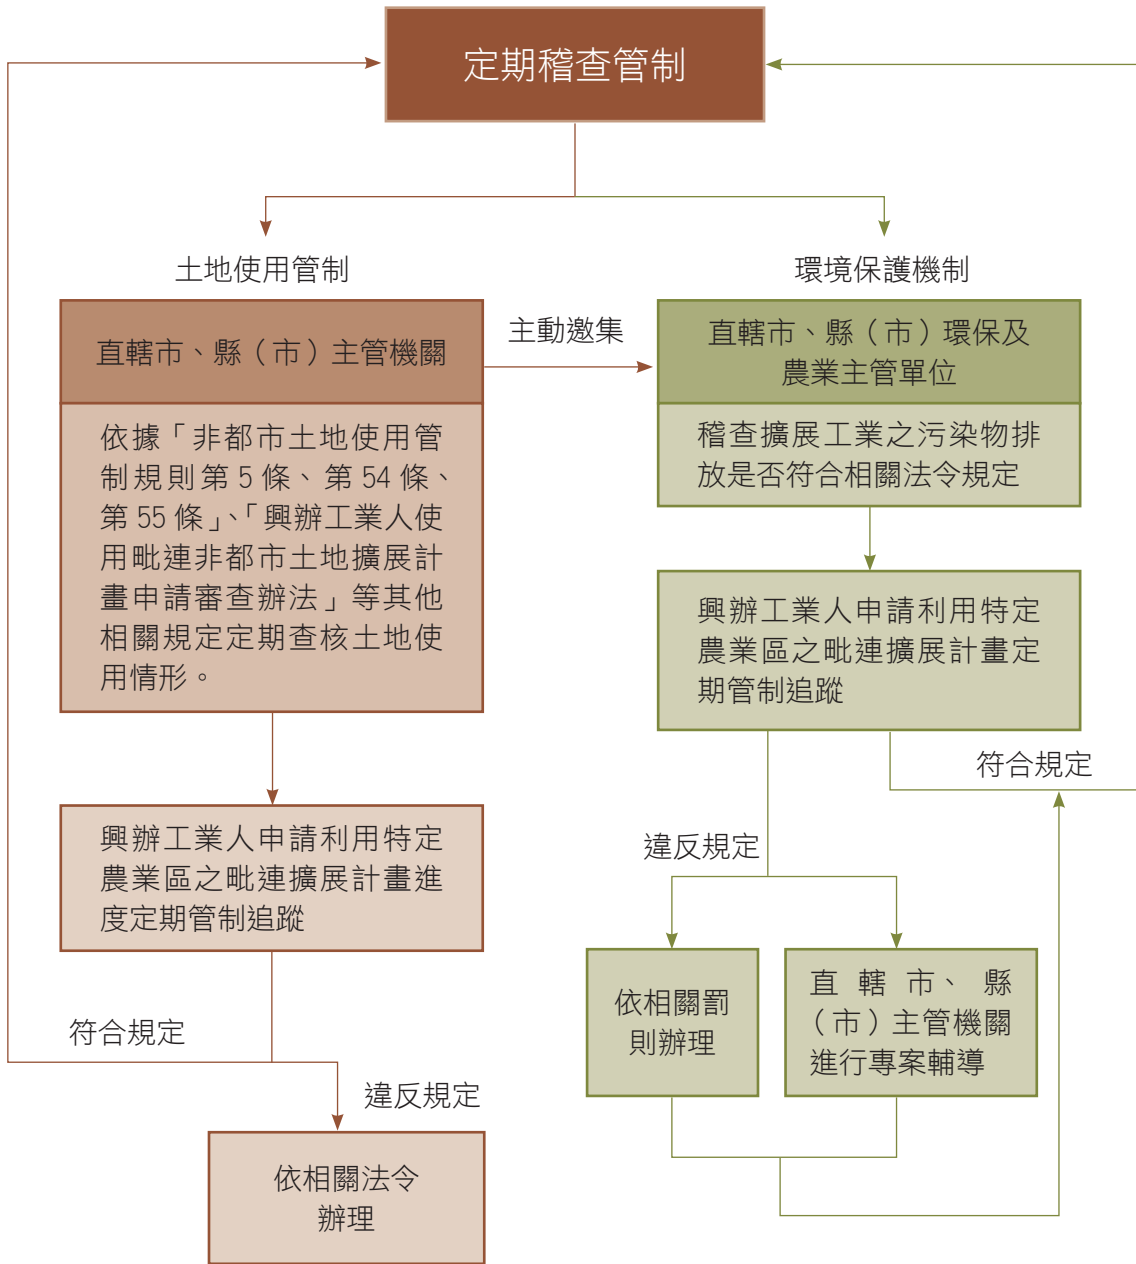 定期稽查管制
土地使用管制
環境保護機制
直轄市、縣（市）主管機關
主動邀集
直轄市、縣（市）環保及
農業主管單位
依據「非都市土地使用管
制規則第 5 條、第 54 條、
第 55 條」、「興辦工業人使
用毗連非都市土地擴展計
畫申請審查辦法」等其他
相關規定定期查核土地使
用情形。
稽查擴展工業之污染物排
放是否符合相關法令規定
興辦工業人申請利用特定
農業區之毗連擴展計畫定
期管制追蹤
符合規定
興辦工業人申請利用特定
農業區之毗連擴展計畫進
度定期管制追蹤
違反規定
依相關罰
則辦理
直轄市、縣
（市）主管機關
進行專案輔導
符合規定
違反規定
依相關法令
辦理